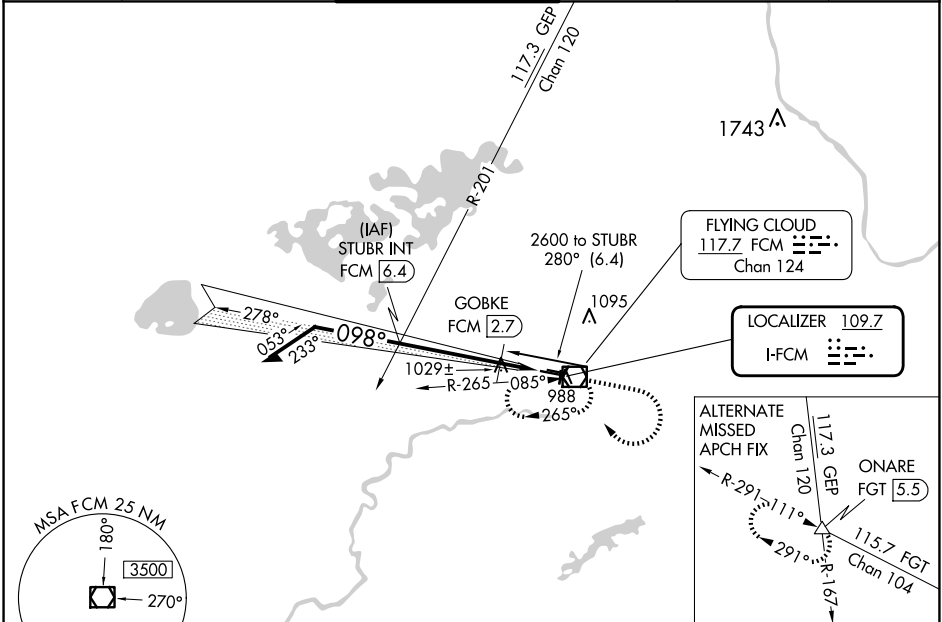 117.3 GEP
Chan 120
1743
R-201
(IAF)
STUBR INT
FCM 6.4
2600 to STUBR
280° (6.4)
FLYING CLOUD
117.7 FCM
Chan 124
278°
053°
233°
098°
GOBKE
FCM 2.7
1095
LOCALIZER 109.7
I-FCM
1029±
R-265
085°
988
265°
ALTERNATE
MISSED
APCH FIX
117.3 GEP
Chan 120
ONARE
FGT 5.5
R-291
111°
291°
115.7 FGT
Chan 104
R-167
MSA FCM 25 NM
180°
3500
270°